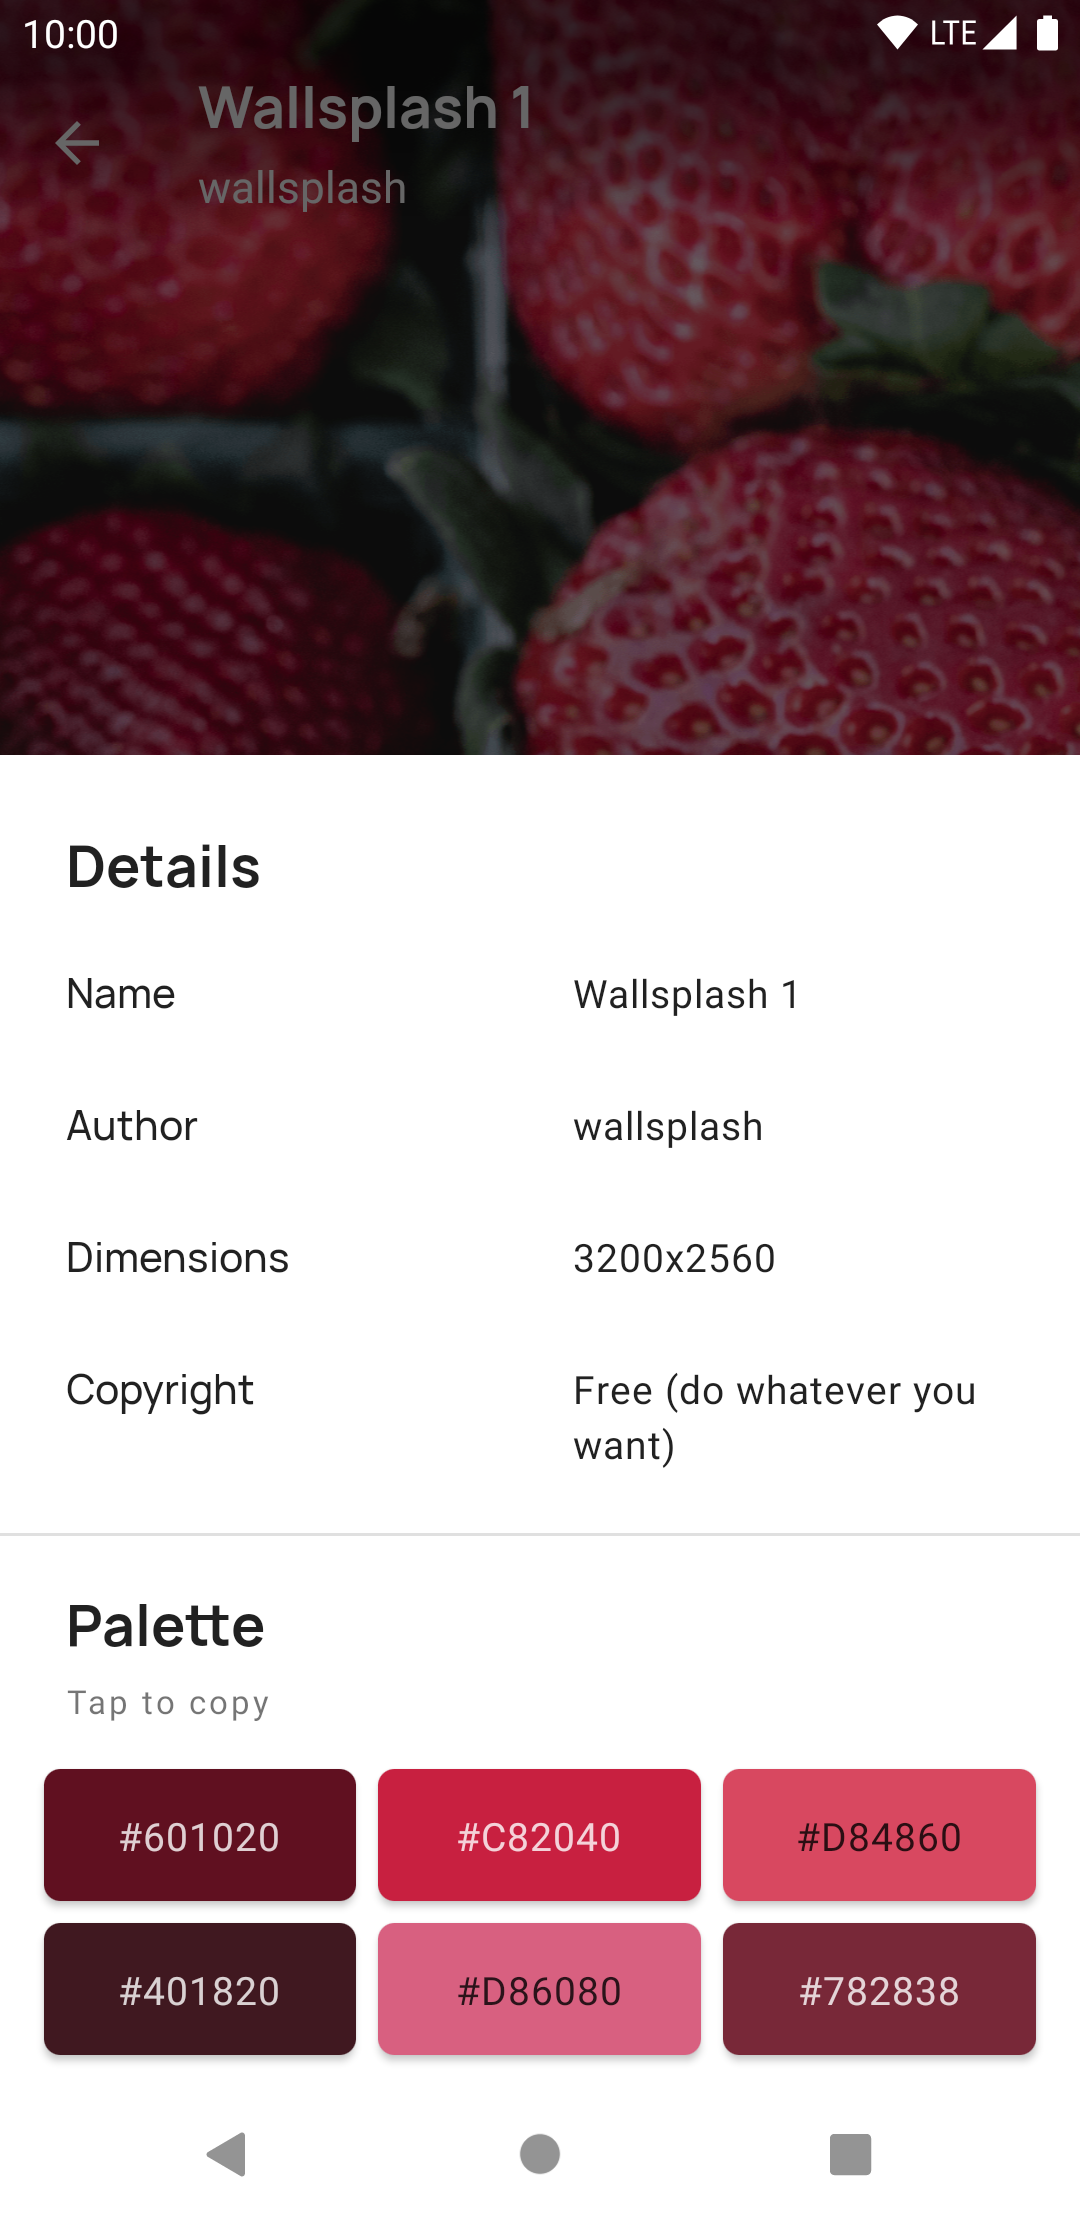 10:00
LTE
Wallsplash 1
wallsplash
Details
Name
Wallsplash 1
Author
wallsplash
Dimensions
3200x2560
Copyright
Free (do whatever you
want)
Palette
Tap to copy
#601020
#C82040
#D84860
#401820
#D86080
#782838